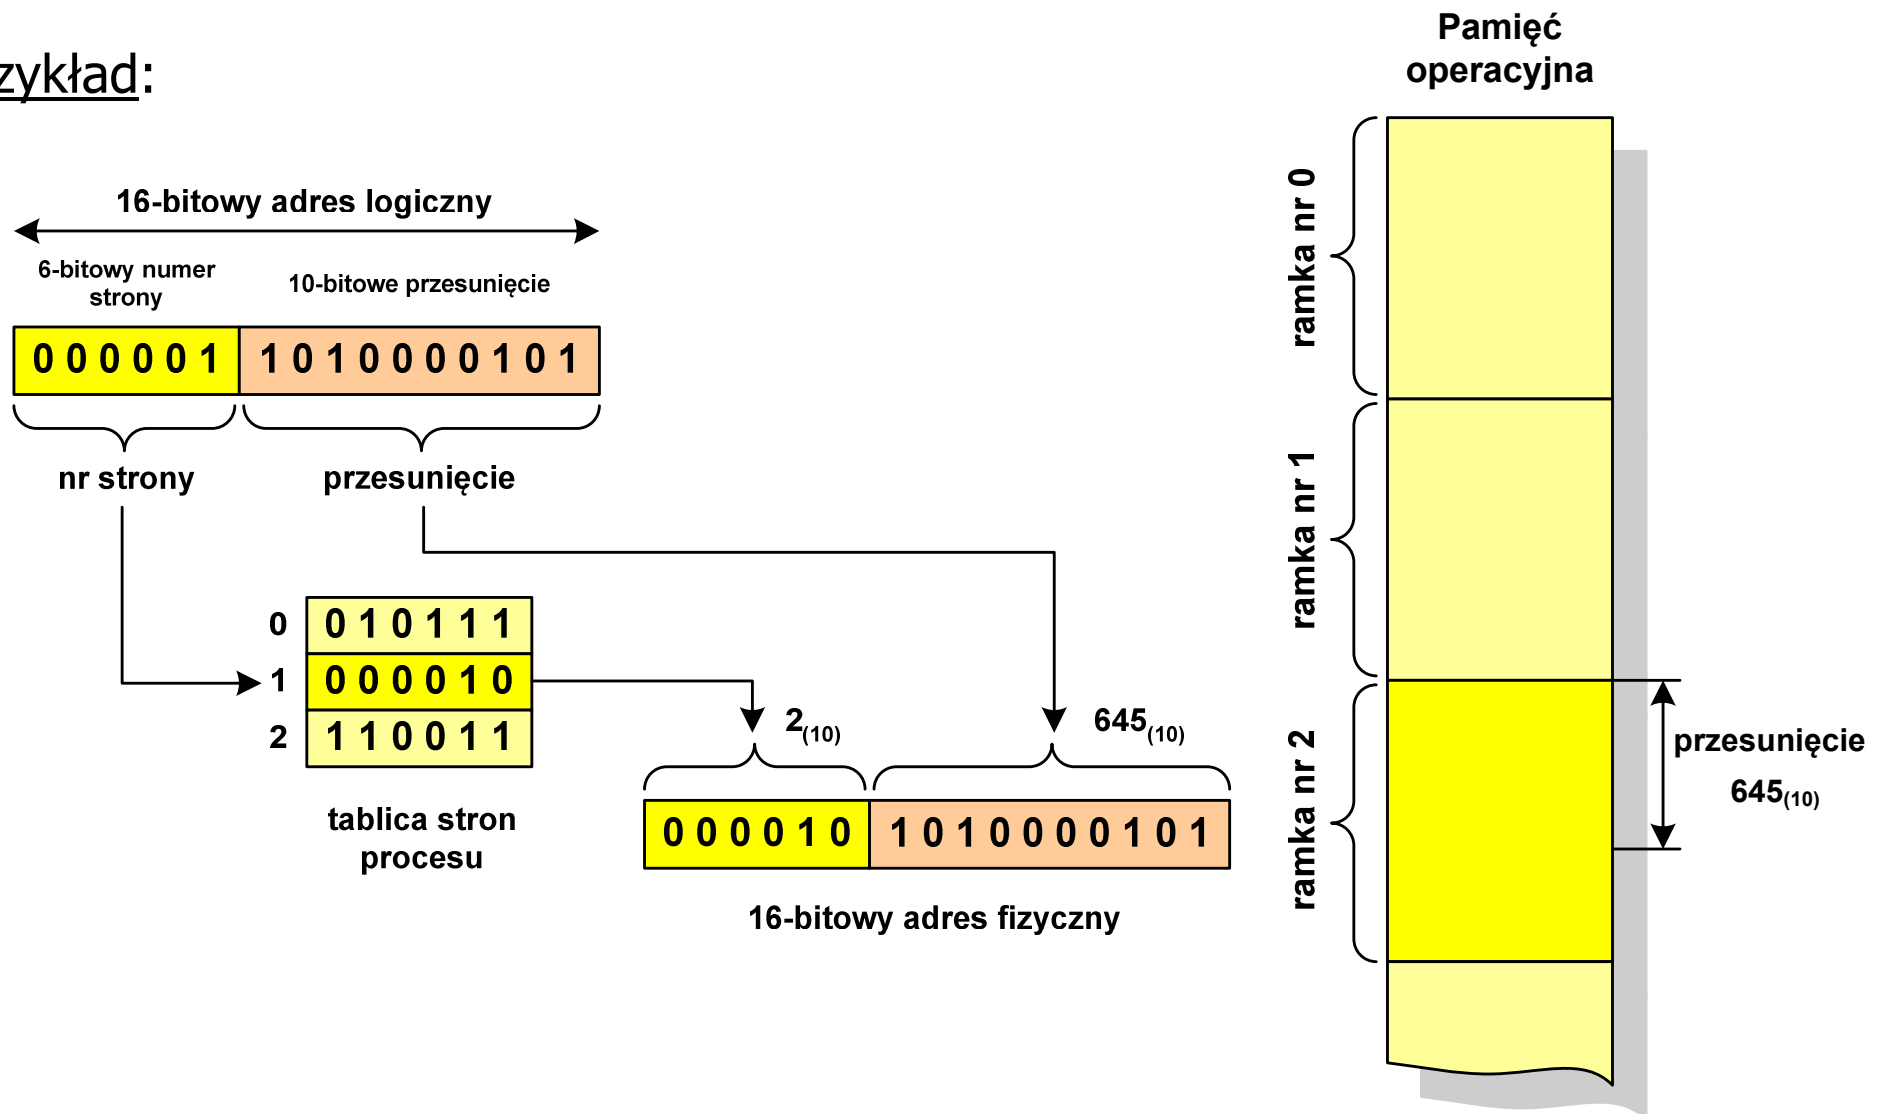 zykład:
16-bitowy adres logiczny
6-bitowy numer
strony
10-bitowe przesunięcie
0 0 0 0 0 1
1 0 1 0 0 0 0 1 0 1
nr strony
przesunięcie
0
0 1 0 1 1 1
1
0 0 0 0 1 0
2
1 1 0 0 1 1
tablica stron
procesu
2(10)
645(10)
0 0 0 0 1 0
1 0 1 0 0 0 0 1 0 1
16-bitowy adres fizyczny
Pamięć
operacyjna
ramka nr 0
ramka nr 1
ramka nr 2
przesunięcie
645(10)